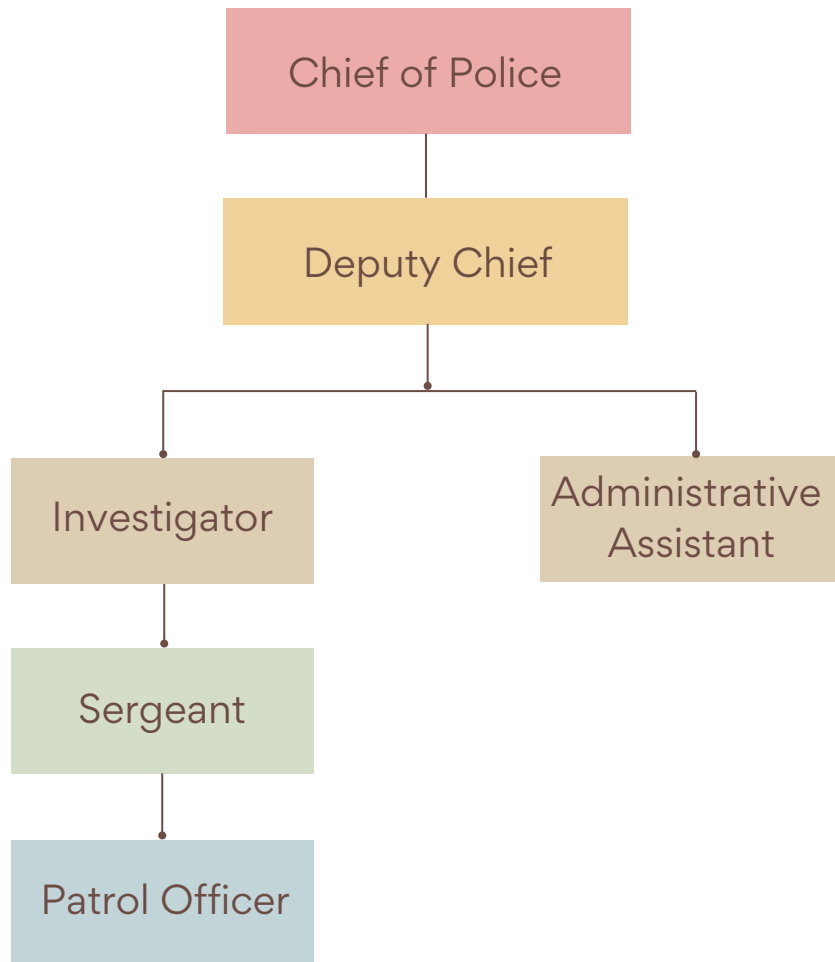 Chief of Police
Deputy Chief
Investigator
Administrative
Assistant
Sergeant
Patrol Officer